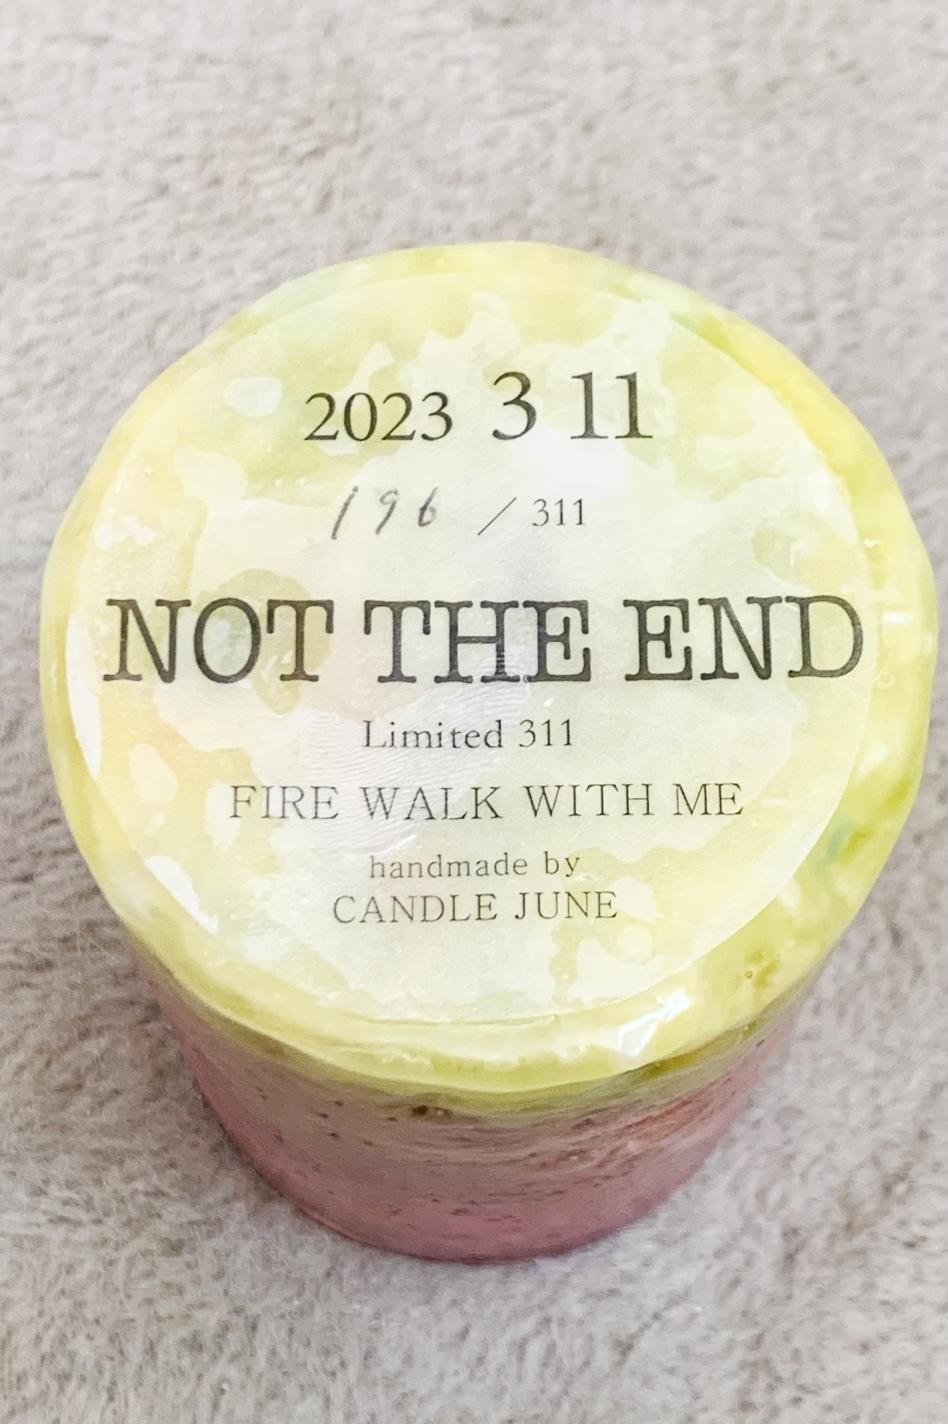 2023 3 11
196 / 311
NOT THE END
Limited 311
FIRE WALK WITH ME
handmade by
CANDLE JUNE